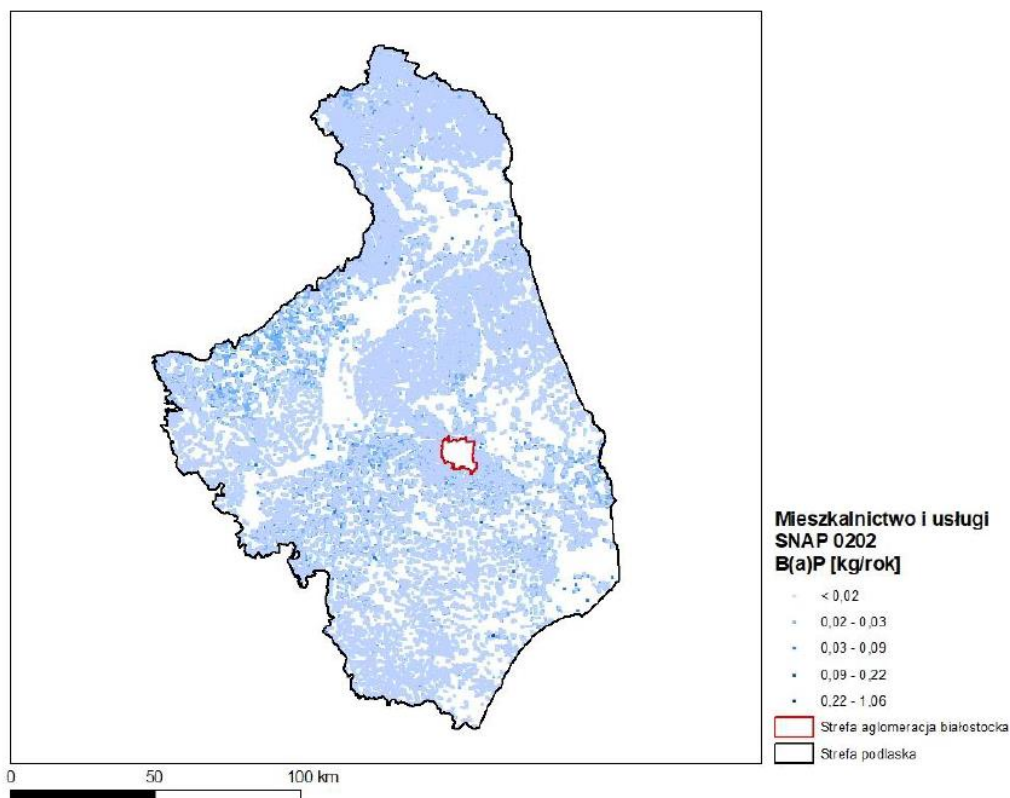 Mieszkalnictwo i usługi
SNAP 0202
B(a)P [kg/rok]
< 0,02
0,02 - 0,03
0,03 - 0,09
0,09 - 0,22
0,22 - 1,06
Strefa aglomeracja białostocka
Strefa podlaska
0 50 100 km